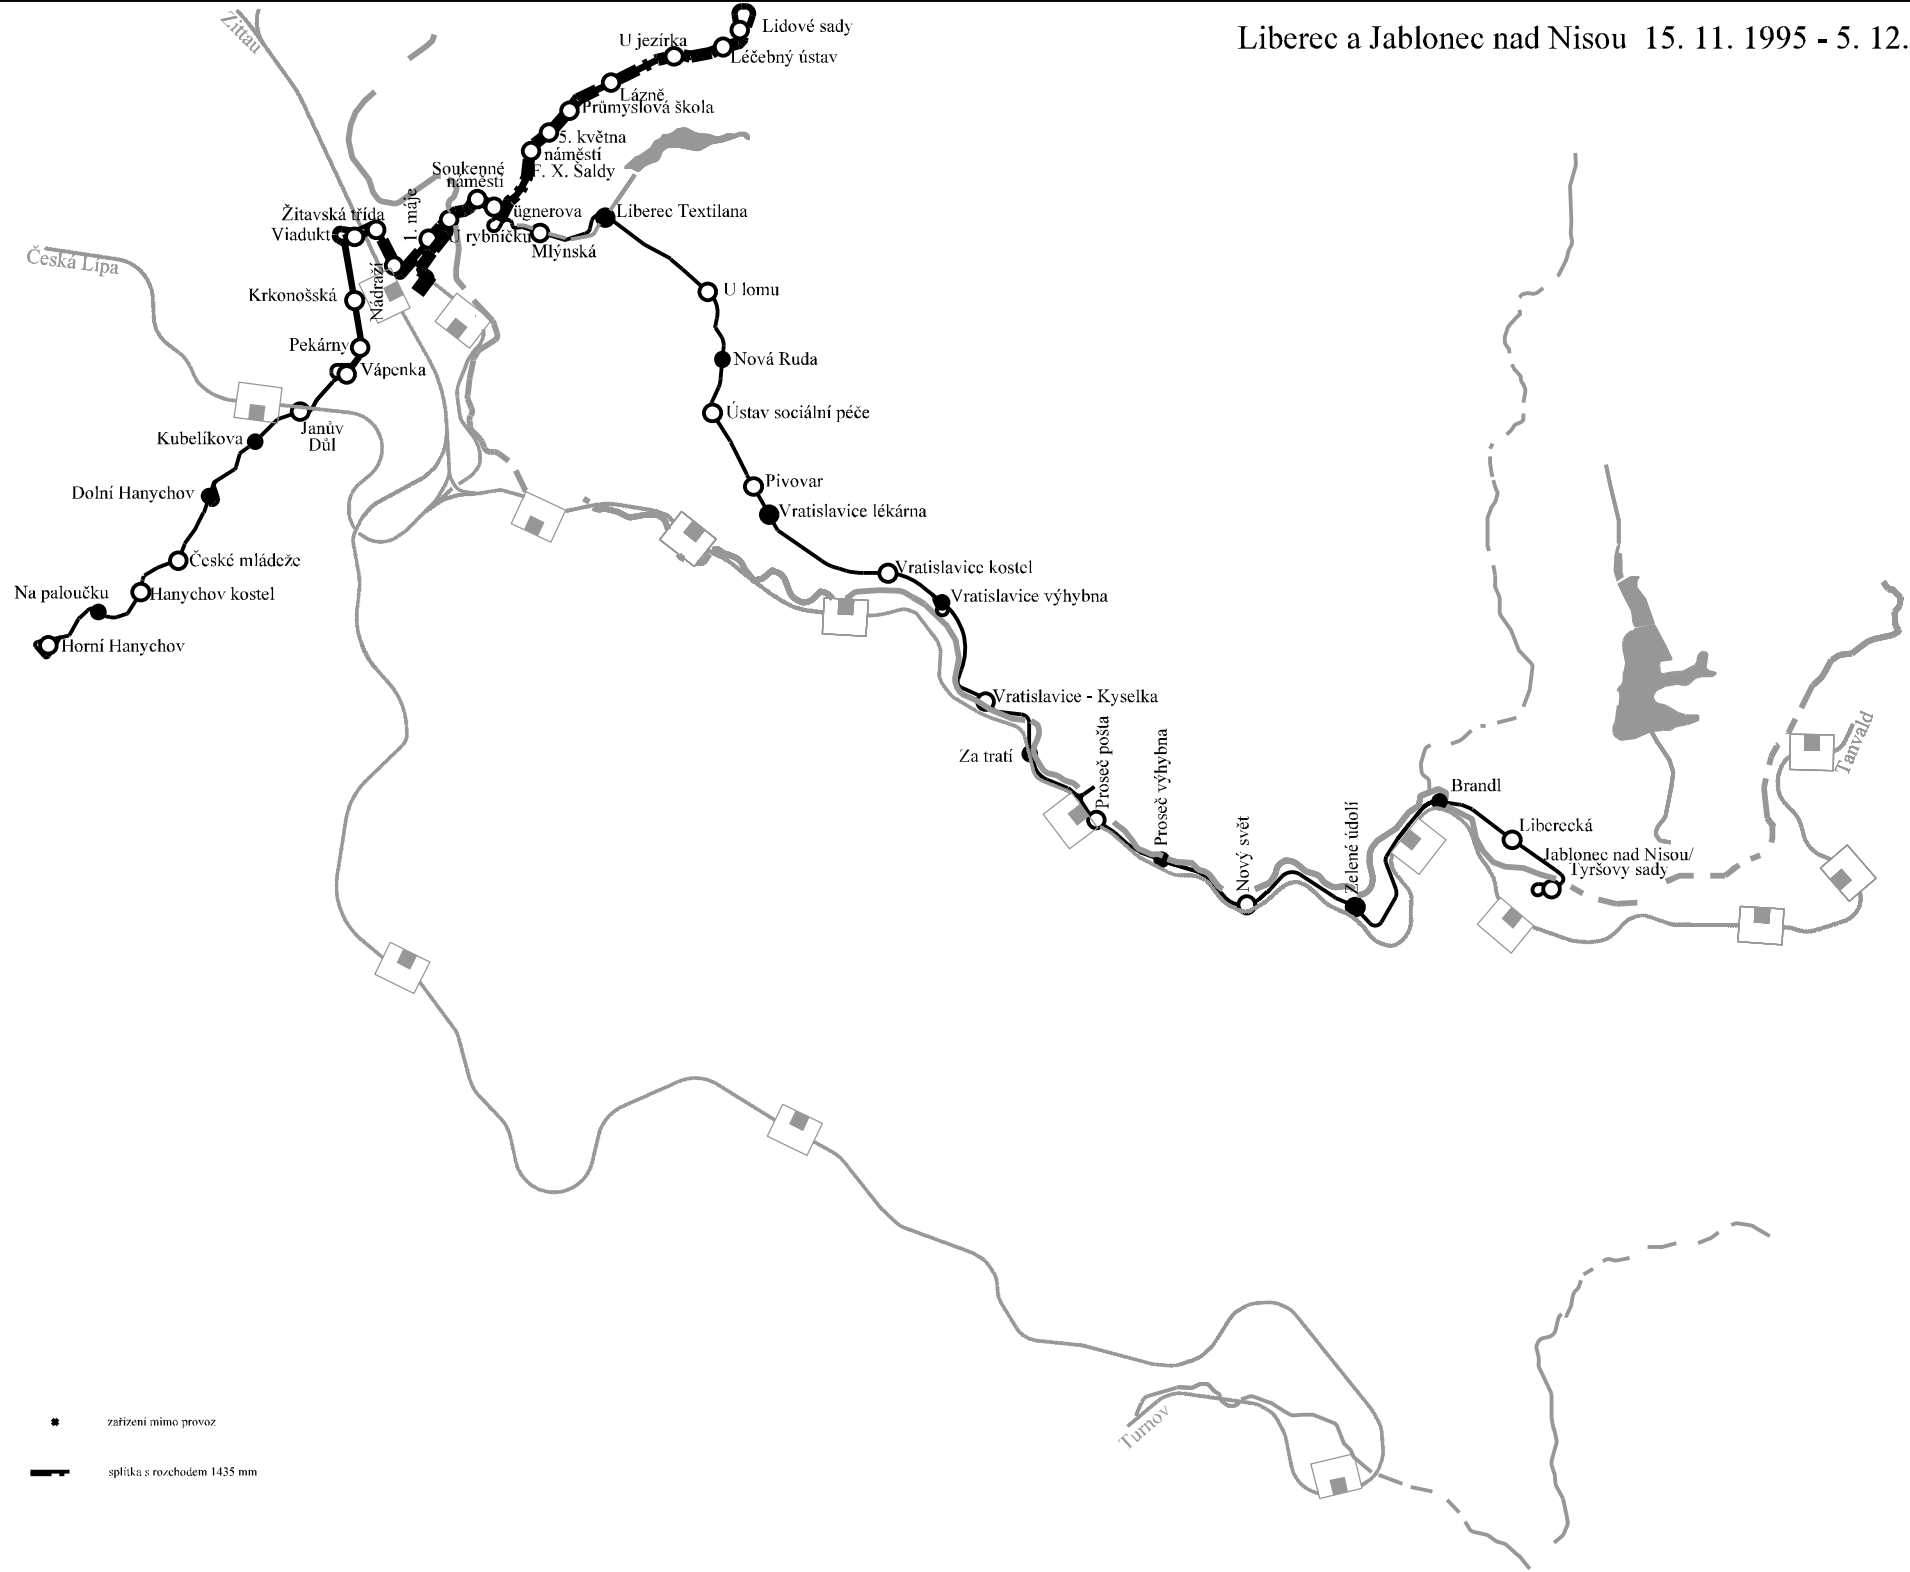 Liberec a Jablonec nad Nisou 15. 11. 1995 - 5. 12.
Zittau
Lidové sady
U jezírka
Léčebný ústav
Lázně
Průmyslová škola
5. května
náměstí
F. X. Šaldy
Soukenné
náměstí
Žitavská třída
1. máje
Viadukt
U rybníčku
Liberec Textilana
Mlýnská
Česká Lípa
Nádraží
Krkonošská
U lomu
Pekárny
Nová Ruda
Vápenka
Ústav sociální péče
Janův
Důl
Kubelíkova
Dolní Hanychov
Pivovar
Vratislavice lékárna
České mládeže
Vratislavice kostel
Na paloučku
Hanychov kostel
Vratislavice výhybna
Horní Hanychov
Vratislavice - Kyselka
Za tratí
Proseč pošta
Proseč výhybna
Nový svět
Zelené údolí
Brandl
Liberecká
Jablonec nad Nisou/
Tyršovy sady
Tanvald
Turnov
zařízení mimo provoz
splítka s rozchodem 1435 mm